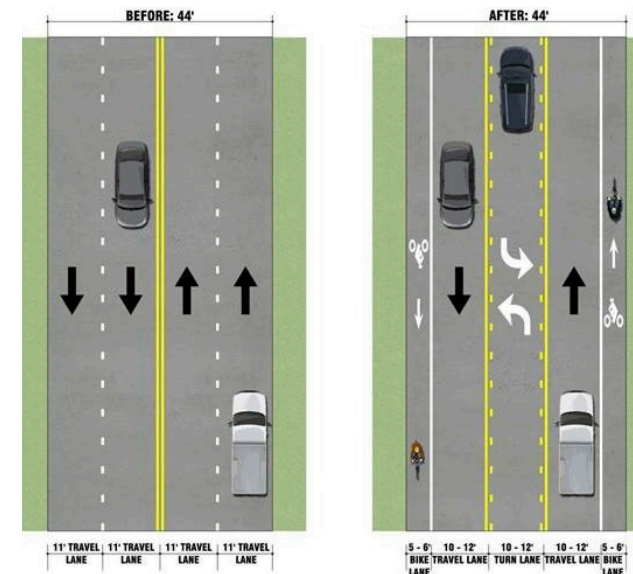 BEFORE: 44'
AFTER: 44'
11' TRAVEL LANE
11' TRAVEL LANE
11' TRAVEL LANE
11' TRAVEL LANE
5 - 6' BIKE LANE
10 - 12' TRAVEL LANE
10 - 12' TURN LANE
10 - 12' TRAVEL LANE
5 - 6' BIKE LANE